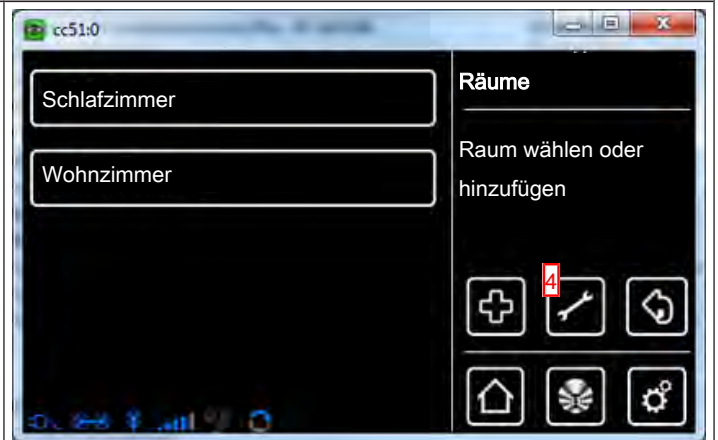 cc51:0
Schlafzimmer
Wohnzimmer
Räume
Raum wählen oder
hinzufügen
4